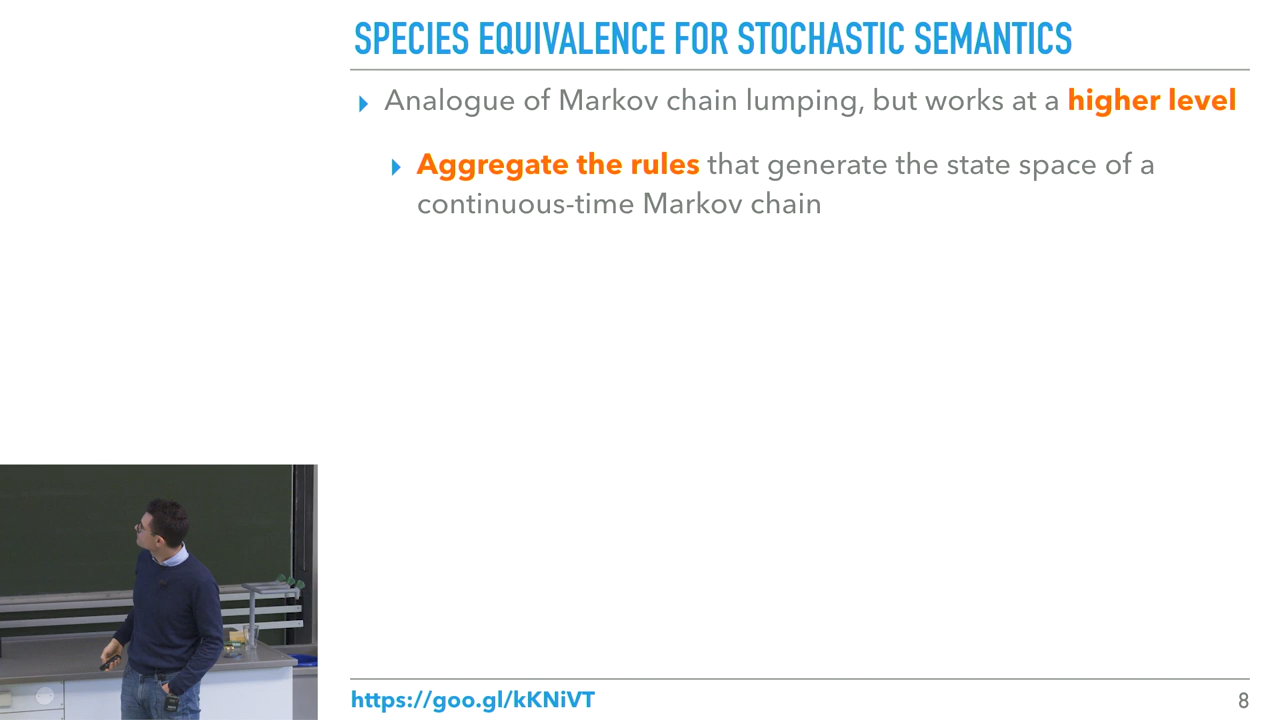 SPECIES EQUIVALENCE FOR STOCHASTIC SEMANTICS
Analogue of Markov chain lumping, but works at a higher level
Aggregate the rules that generate the state space of a
continuous-time Markov chain
https://goo.gl/kKNiVT
8